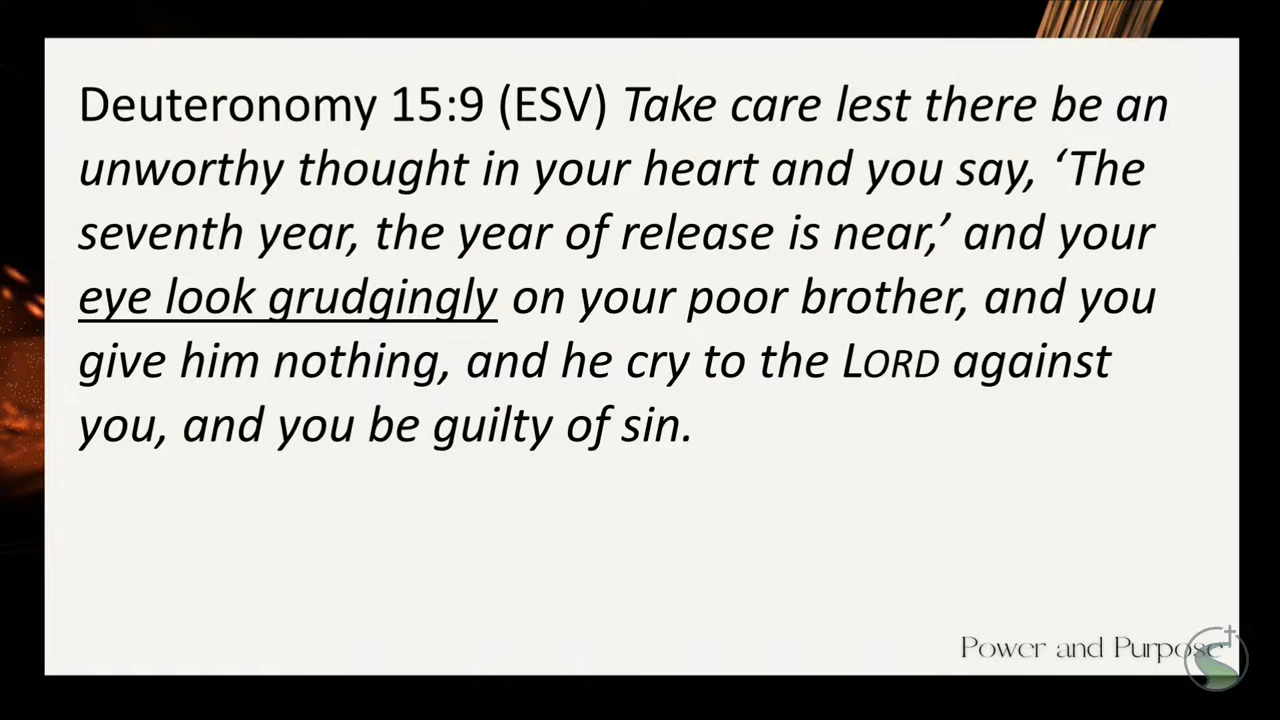 Deuteronomy 15:9 (ESV) Take care lest there be an
unworthy thought in your heart and you say, ‘The
seventh year, the year of release is near,’ and your
eye look grudgingly on your poor brother, and you
give him nothing, and he cry to the LORD against
you, and you be guilty of sin.
Power and Purpose